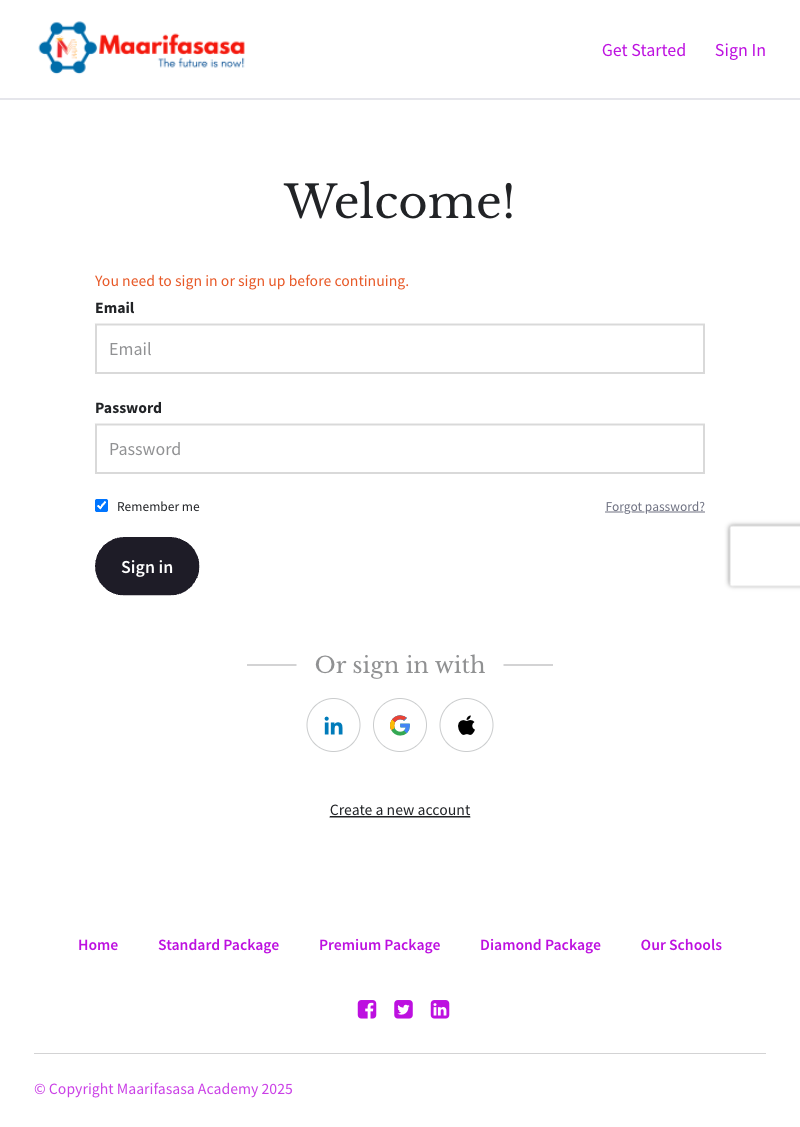 Maarifasasa
The future is now!
Get Started Sign In
Welcome!
You need to sign in or sign up before continuing.
Email
Email
Password
Password
Remember me Forgot password?
Sign in
Or sign in with
Create a new account
Home Standard Package Premium Package Diamond Package Our Schools
© Copyright Maarifasasa Academy 2025